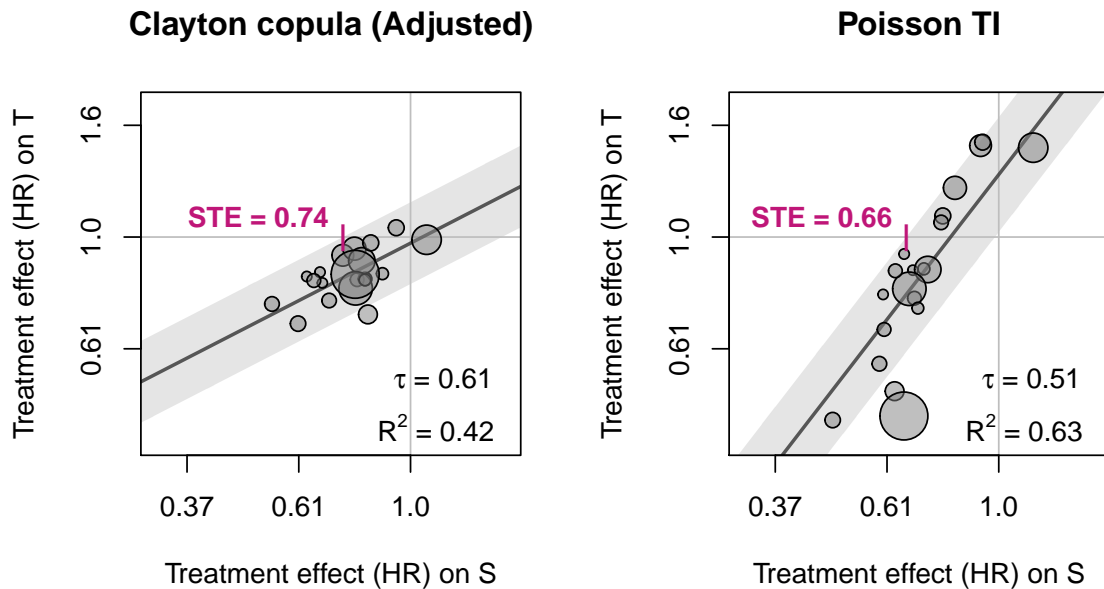 Clayton copula (Adjusted)
Treatment effect (HR) on T
1.6
1.0
0.61
STE = 0.74
τ = 0.61
R² = 0.42
0.37
0.61
1.0
Treatment effect (HR) on S
Poisson TI
Treatment effect (HR) on T
1.6
1.0
0.61
STE = 0.66
τ = 0.51
R² = 0.63
0.37
0.61
1.0
Treatment effect (HR) on S